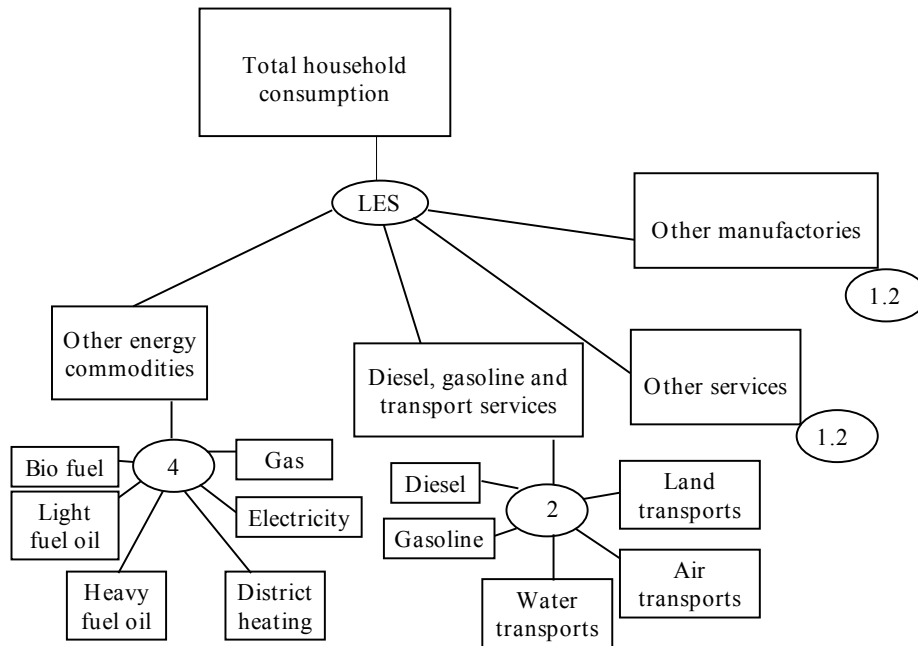 Total household
consumption
LES
Other manufactories
1.2
Other energy
commodities
Diesel, gasoline and
transport services
Other services
1.2
Bio fuel
4
Gas
Light
fuel oil
Electricity
Heavy
fuel oil
District
heating
Diesel
2
Land
transports
Gasoline
Water
transports
Air
transports